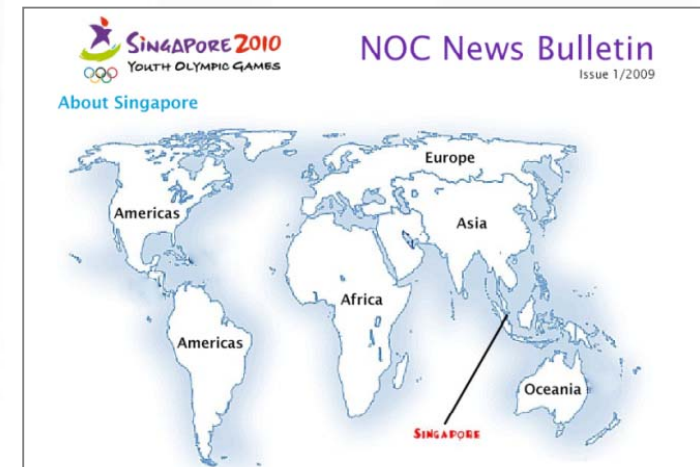 SINGAPORE 2010
YOUTH OLYMPIC GAMES
NOC News Bulletin
Issue 1/2009
About Singapore
Europe
Americas
Asia
Africa
Americas
Oceania
SINGAPORE